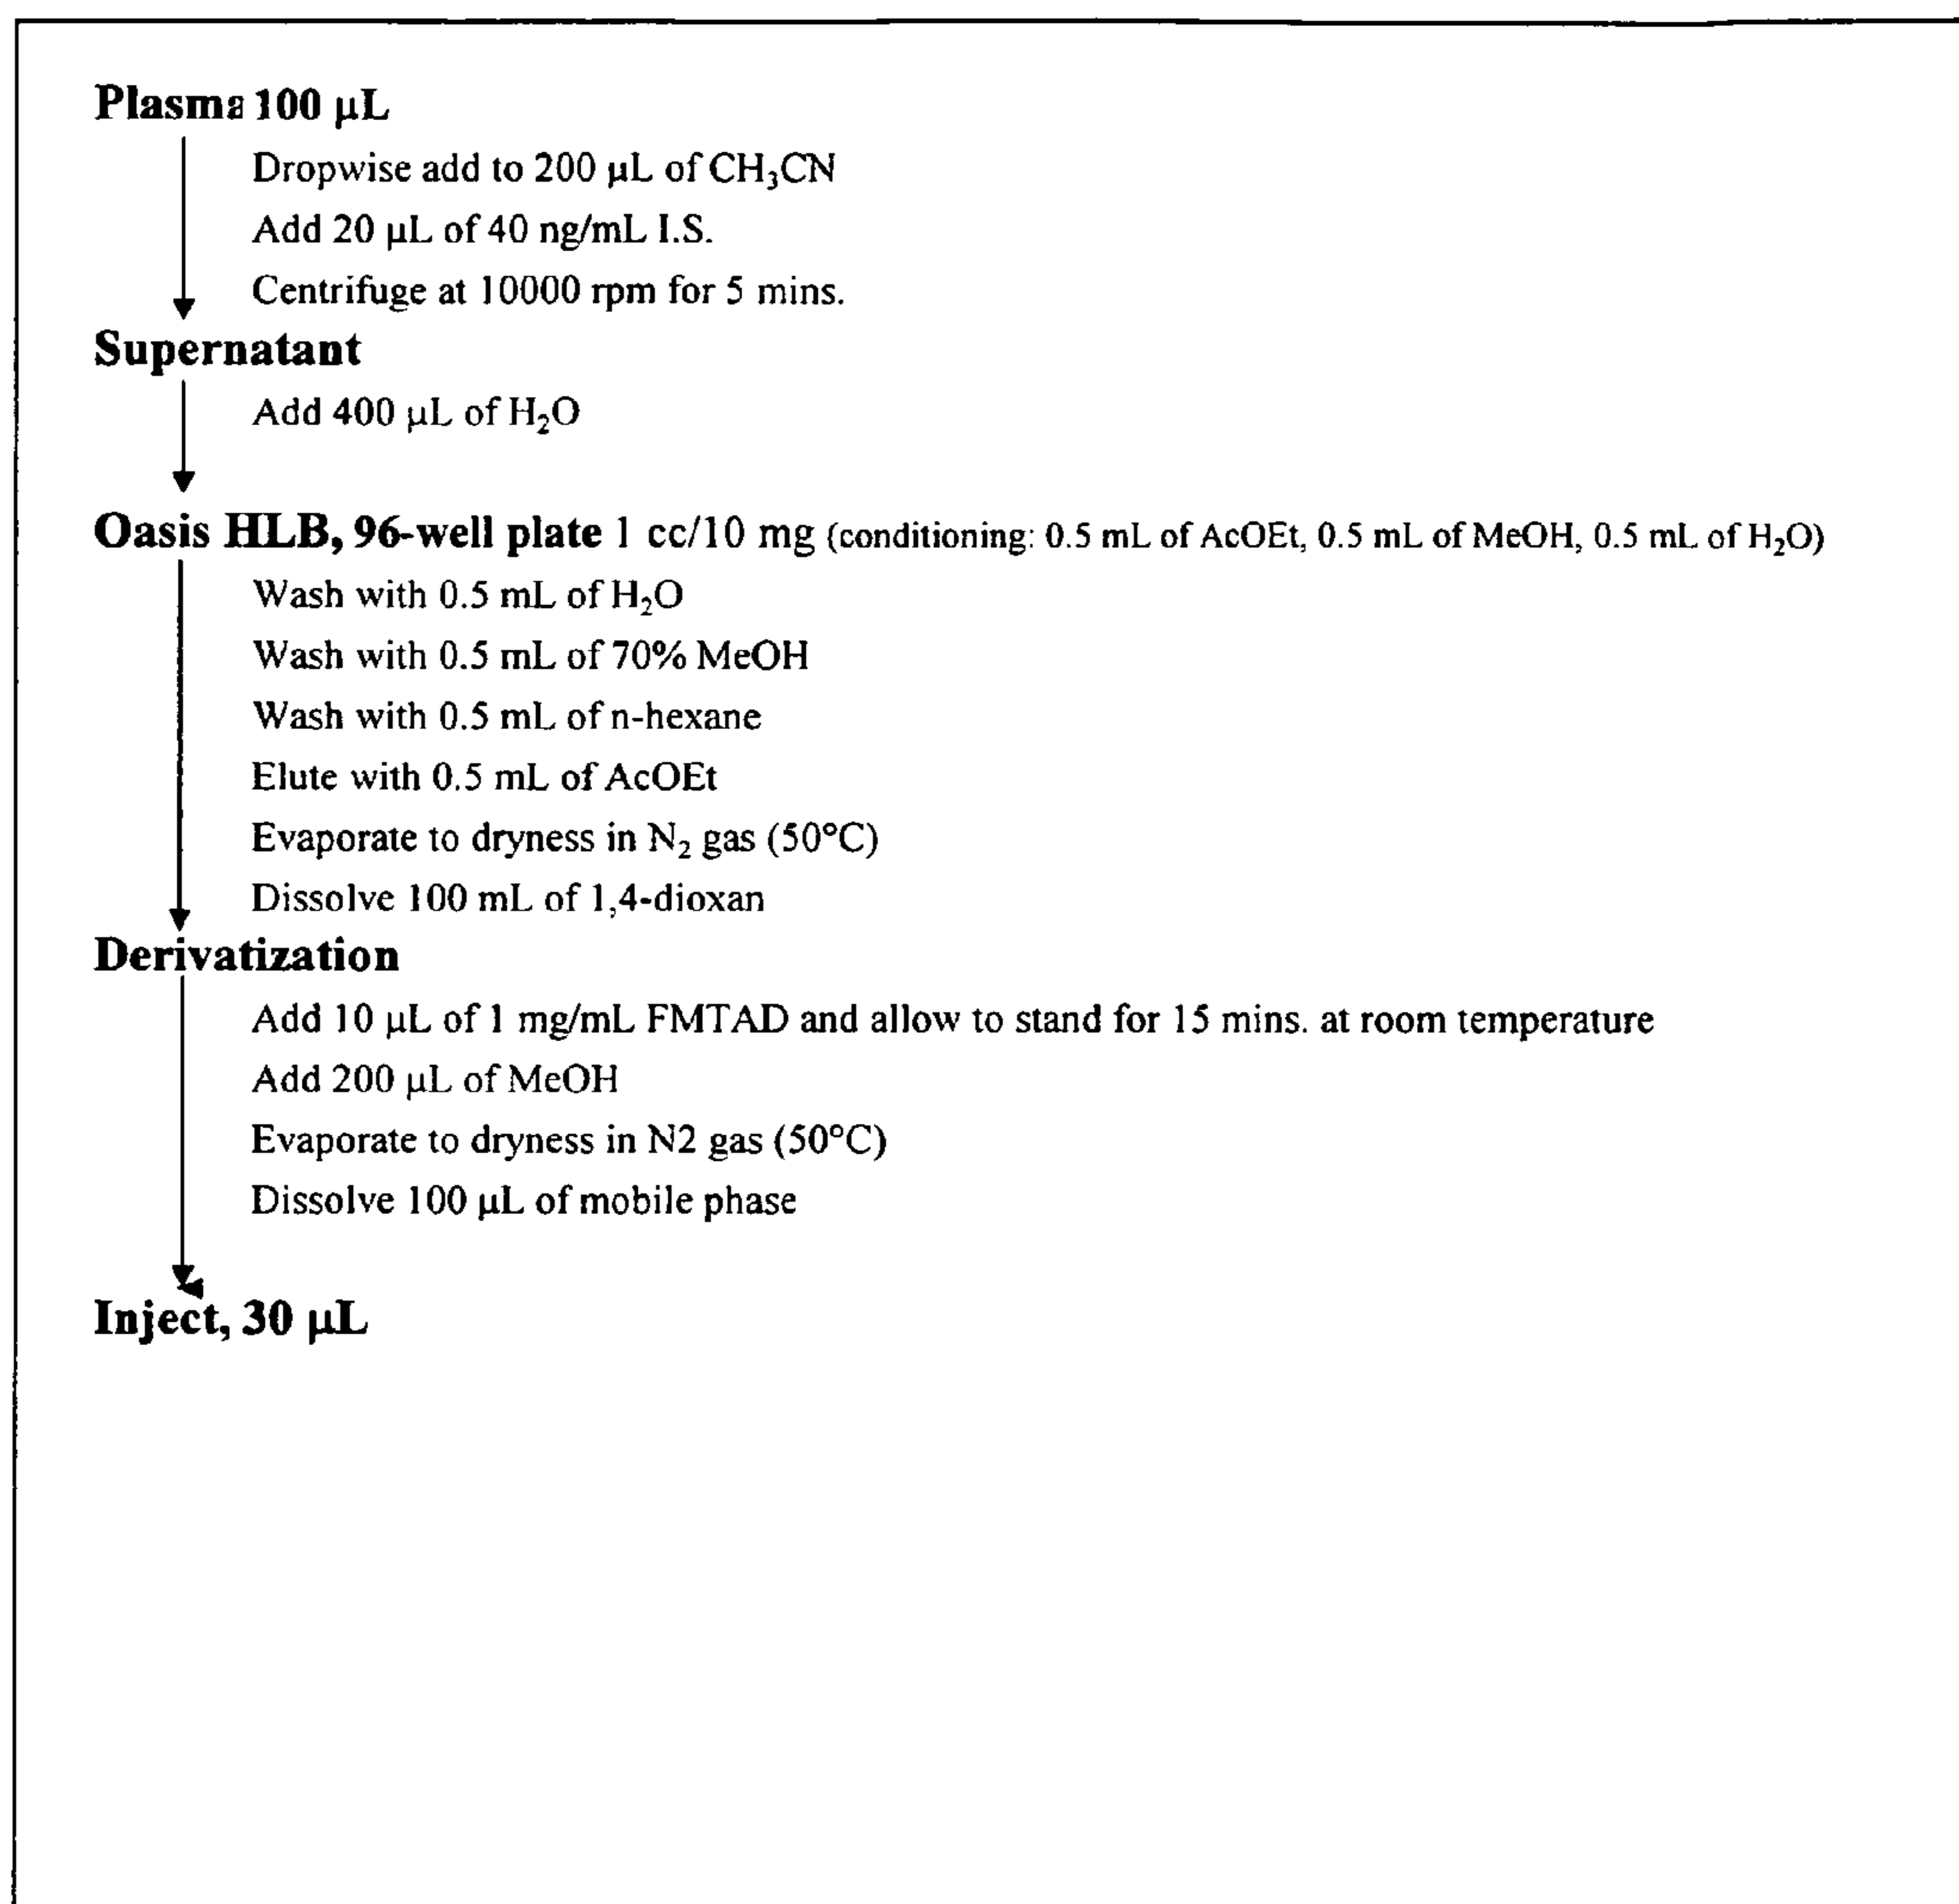 Plasma 100 µL
Dropwise add to 200 µL of CH₃CN
Add 20 µL of 40 ng/mL I.S.
Centrifuge at 10000 rpm for 5 mins.
Supernatant
Add 400 µL of H₂O
Oasis HLB, 96-well plate 1 cc/10 mg (conditioning: 0.5 mL of AcOEt, 0.5 mL of MeOH, 0.5 mL of H₂O)
Wash with 0.5 mL of H₂O
Wash with 0.5 mL of 70% MeOH
Wash with 0.5 mL of n-hexane
Elute with 0.5 mL of AcOEt
Evaporate to dryness in N₂ gas (50°C)
Dissolve 100 mL of 1,4-dioxan
Derivatization
Add 10 µL of 1 mg/mL FMTAD and allow to stand for 15 mins. at room temperature
Add 200 µL of MeOH
Evaporate to dryness in N2 gas (50°C)
Dissolve 100 µL of mobile phase
Inject, 30 µL